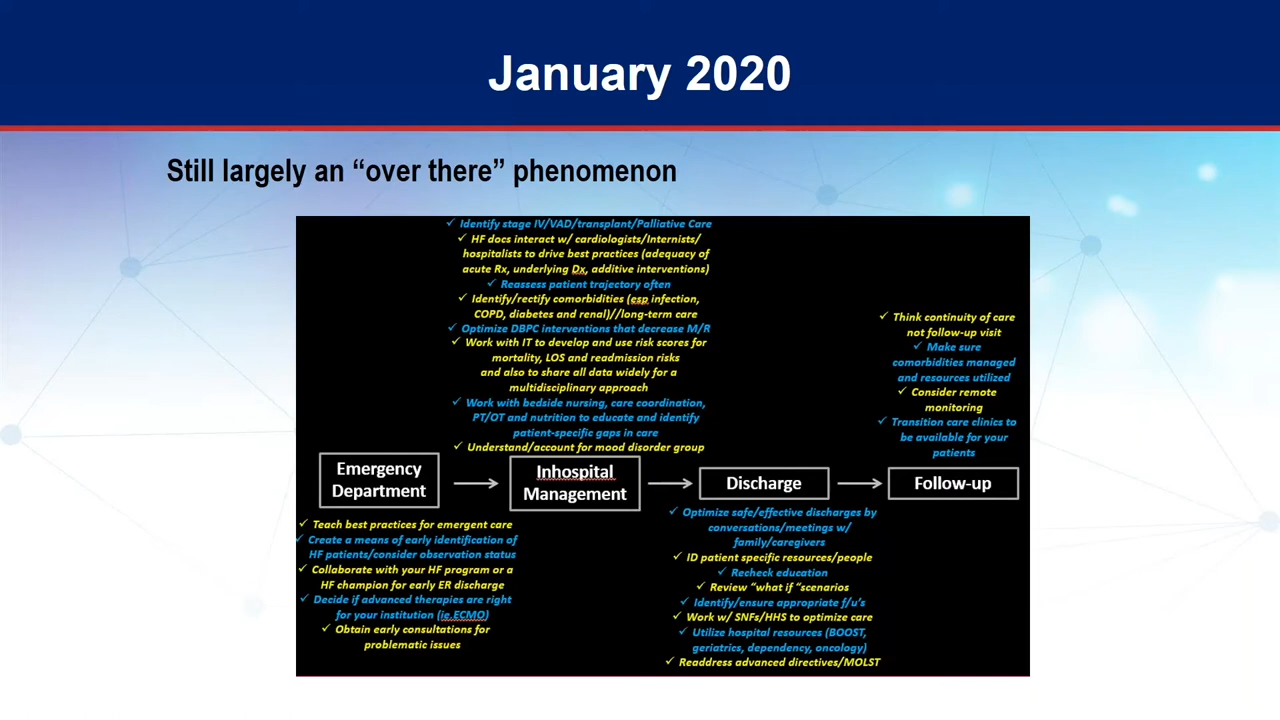 January 2020
Still largely an “over there” phenomenon
✓ Identify stage IV/VAD/transplant/Palliative Care
✓ HF docs interact w/ cardiologists/Internists/
hospitalists to drive best practices (adequacy of
acute Rx, underlying Dx, additive interventions)
✓ Reassess patient trajectory often
✓ Identify/rectify comorbidities (esp infection,
COPD, diabetes and renal)//long-term care
✓ Optimize DBPC interventions that decrease M/R
✓ Work with IT to develop and use risk scores for
mortality, LOS and readmission risks
and also to share all data widely for a
multidisciplinary approach
✓ Work with bedside nursing, care coordination,
PT/OT and nutrition to educate and identify
patient-specific gaps in care
✓ Understand/account for mood disorder group
✓ Think continuity of care
not follow-up visit
✓ Make sure
comorbidities managed
and resources utilized
✓ Consider remote
monitoring
✓ Transition care clinics to
be available for your
patients
Emergency
Department
Inhospital
Management
Discharge
Follow-up
✓ Teach best practices for emergent care
✓ Create a means of early identification of
HF patients/consider observation status
✓ Collaborate with your HF program or a
HF champion for early ER discharge
✓ Decide if advanced therapies are right
for your institution (ie.ECMO)
✓ Obtain early consultations for
problematic issues
✓ Optimize safe/effective discharges by
conversations/meetings w/
family/caregivers
✓ ID patient specific resources/people
✓ Recheck education
✓ Review “what if “scenarios
✓ Identify/ensure appropriate f/u’s
✓ Work w/ SNFs/HHS to optimize care
✓ Utilize hospital resources (BOOST,
geriatrics, dependency, oncology)
✓ Readdress advanced directives/MOLST